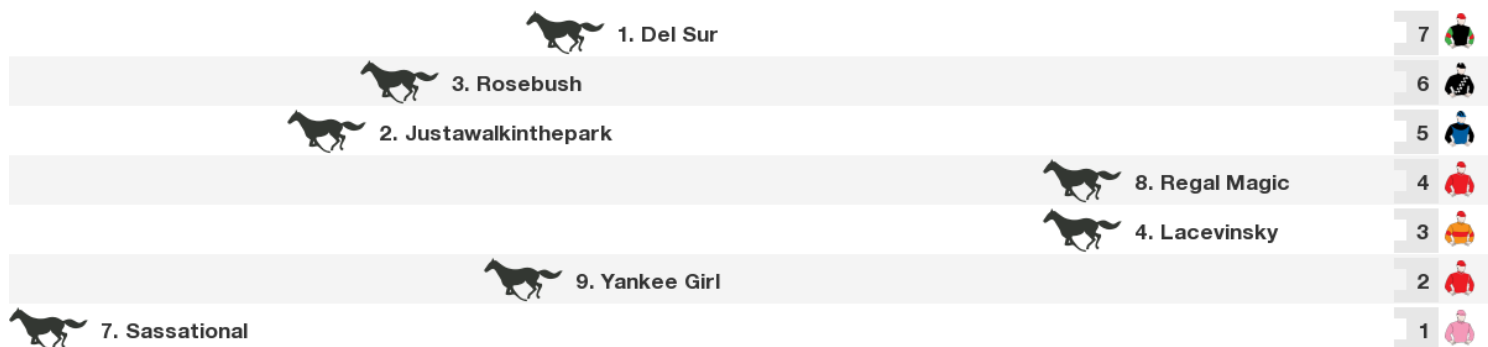 1. Del Sur 7
3. Rosebush 6
2. Justawalkinthepark 5
8. Regal Magic 4
4. Lacevinsky 3
9. Yankee Girl 2
7. Sassational 1